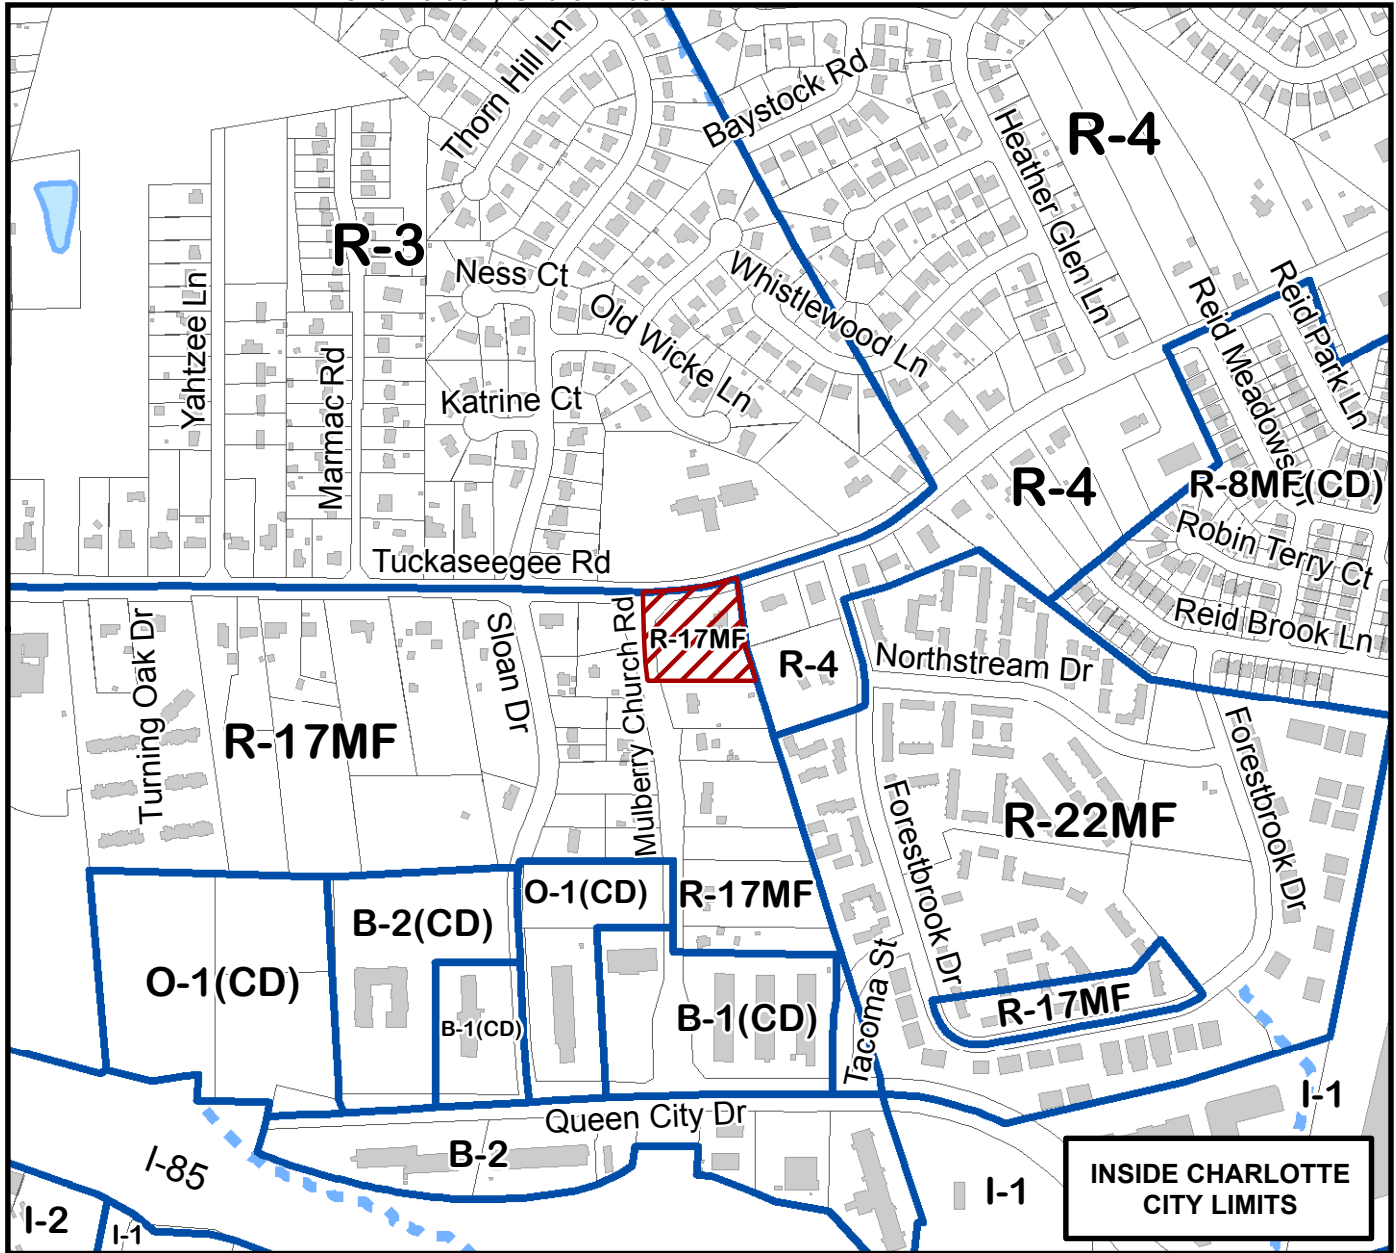 Thorn Hill Ln
Baystock Rd
R-4
Heather Glen Ln
R-3
Ness Ct
Whistlewood Ln
Yahtzee Ln
Old Wicke Ln
Reid Meadows
Reid Park Ln
Marmac Rd
Katrine Ct
R-4
R-8MF(CD)
Robin Terry Ct
Tuckaseegee Rd
Reid Brook Ln
Turning Oak Dr
Sloan Dr
Mulberry Church Rd
R-17MF
R-4
Northstream Dr
R-17MF
Forestbrook Dr
Forestbrook Dr
R-22MF
O-1(CD)
R-17MF
B-2(CD)
O-1(CD)
B-1(CD)
B-1(CD)
Tacoma St
R-17MF
Queen City Dr
I-1
B-2
I-85
I-1
I-2
I-1
INSIDE CHARLOTTE
CITY LIMITS